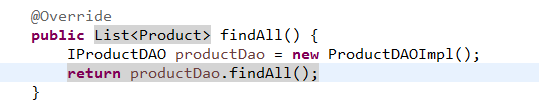 @Override
public List<Product> findAll() {
IProductDAO productDao = new ProductDAOImpl();
return productDao.findAll();
}